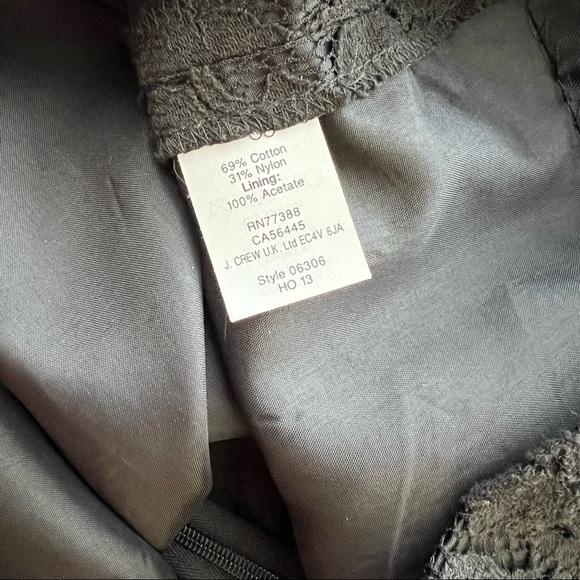 69% Cotton
31% Nylon
Lining:
100% Acetate
RN77388
CA56445
J. CREW U.K. Ltd EC4V 6JA
Style 06306
HO 13